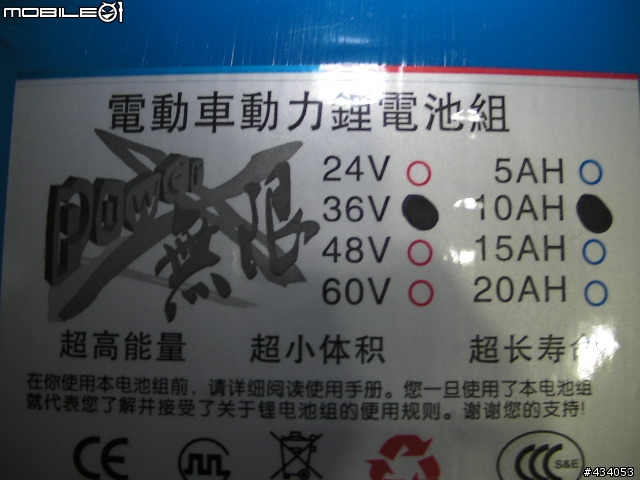 MOBILE01
電動車動力鋰電池組
Power
無限
24V 5AH
36V 10AH
48V 15AH
60V 20AH
超高能量 超小体积 超长寿命
在你使用本电池组前，请详细阅读使用手册。您一旦使用了本电池组
就代表您了解并接受了关于锂电池组的使用规则。谢谢您的支持!
CE
CCC S&E
#434053